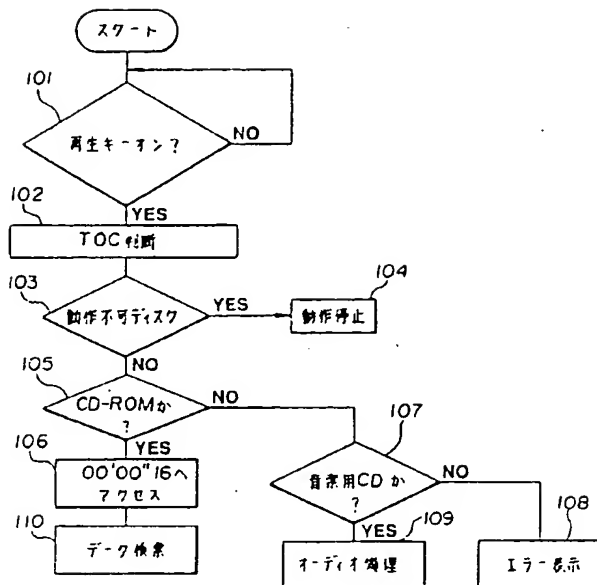 スタート
101
再生キーオン?
NO
YES
102
TOC判断
103
動作不可ディスク
YES
104
動作停止
NO
105
CD-ROMか
?
NO
YES
106
00'00"16へ
アクセス
110
データ検索
107
音楽用CDか
?
NO
YES
109
オーディオ処理
108
エラー表示